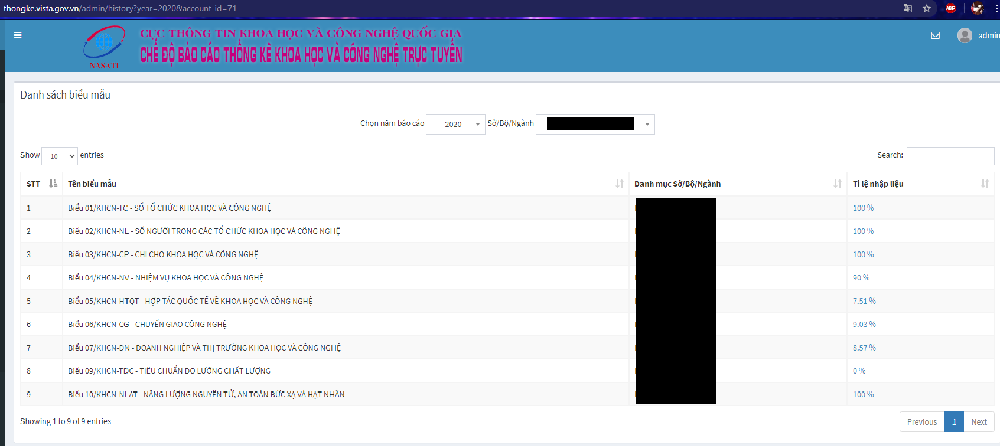 thongke.vista.gov.vn/admin/history?year=2020&account_id=71
ABP
CỤC THÔNG TIN KHOA HỌC VÀ CÔNG NGHỆ QUỐC GIA
CHẾ ĐỘ BÁO CÁO THỐNG KÊ KHOA HỌC VÀ CÔNG NGHỆ TRỰC TUYẾN
NASATI
admin
Danh sách biểu mẫu
Chọn năm báo cáo 2020 Sở/Bộ/Ngành
Show 10 entries Search:
STT Tên biểu mẫu Danh mục Sở/Bộ/Ngành Tỉ lệ nhập liệu
1 Biểu 01/KHCN-TC - SỐ TỔ CHỨC KHOA HỌC VÀ CÔNG NGHỆ 100 %
2 Biểu 02/KHCN-NL - SỐ NGƯỜI TRONG CÁC TỔ CHỨC KHOA HỌC VÀ CÔNG NGHỆ 100 %
3 Biểu 03/KHCN-CP - CHI CHO KHOA HỌC VÀ CÔNG NGHỆ 100 %
4 Biểu 04/KHCN-NV - NHIỆM VỤ KHOA HỌC VÀ CÔNG NGHỆ 90 %
5 Biểu 05/KHCN-HTQT - HỢP TÁC QUỐC TẾ VỀ KHOA HỌC VÀ CÔNG NGHỆ 7.51 %
6 Biểu 06/KHCN-CG - CHUYỂN GIAO CÔNG NGHỆ 9.03 %
7 Biểu 07/KHCN-DN - DOANH NGHIỆP VÀ THỊ TRƯỜNG KHOA HỌC VÀ CÔNG NGHỆ 8.57 %
8 Biểu 09/KHCN-TĐC - TIÊU CHUẨN ĐO LƯỜNG CHẤT LƯỢNG 0 %
9 Biểu 10/KHCN-NLAT - NĂNG LƯỢNG NGUYÊN TỬ, AN TOÀN BỨC XẠ VÀ HẠT NHÂN 100 %
Showing 1 to 9 of 9 entries Previous 1 Next